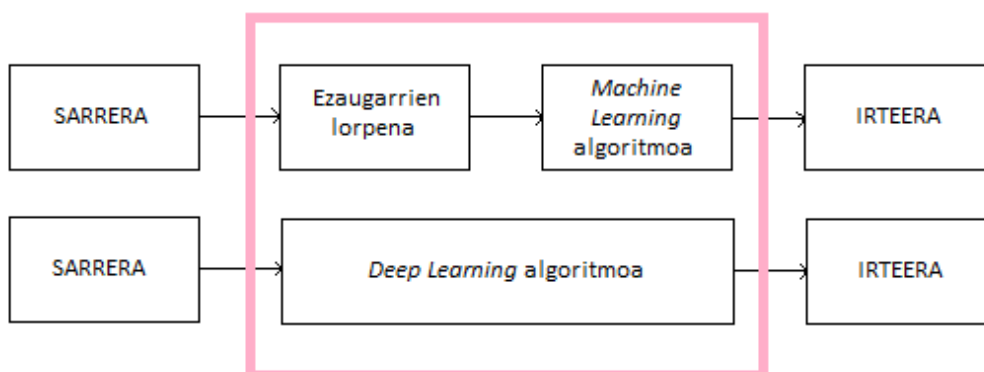 SARRERA
Ezaugarrien
lorpena
Machine
Learning
algoritmoa
IRTEERA
SARRERA
Deep Learning algoritmoa
IRTEERA